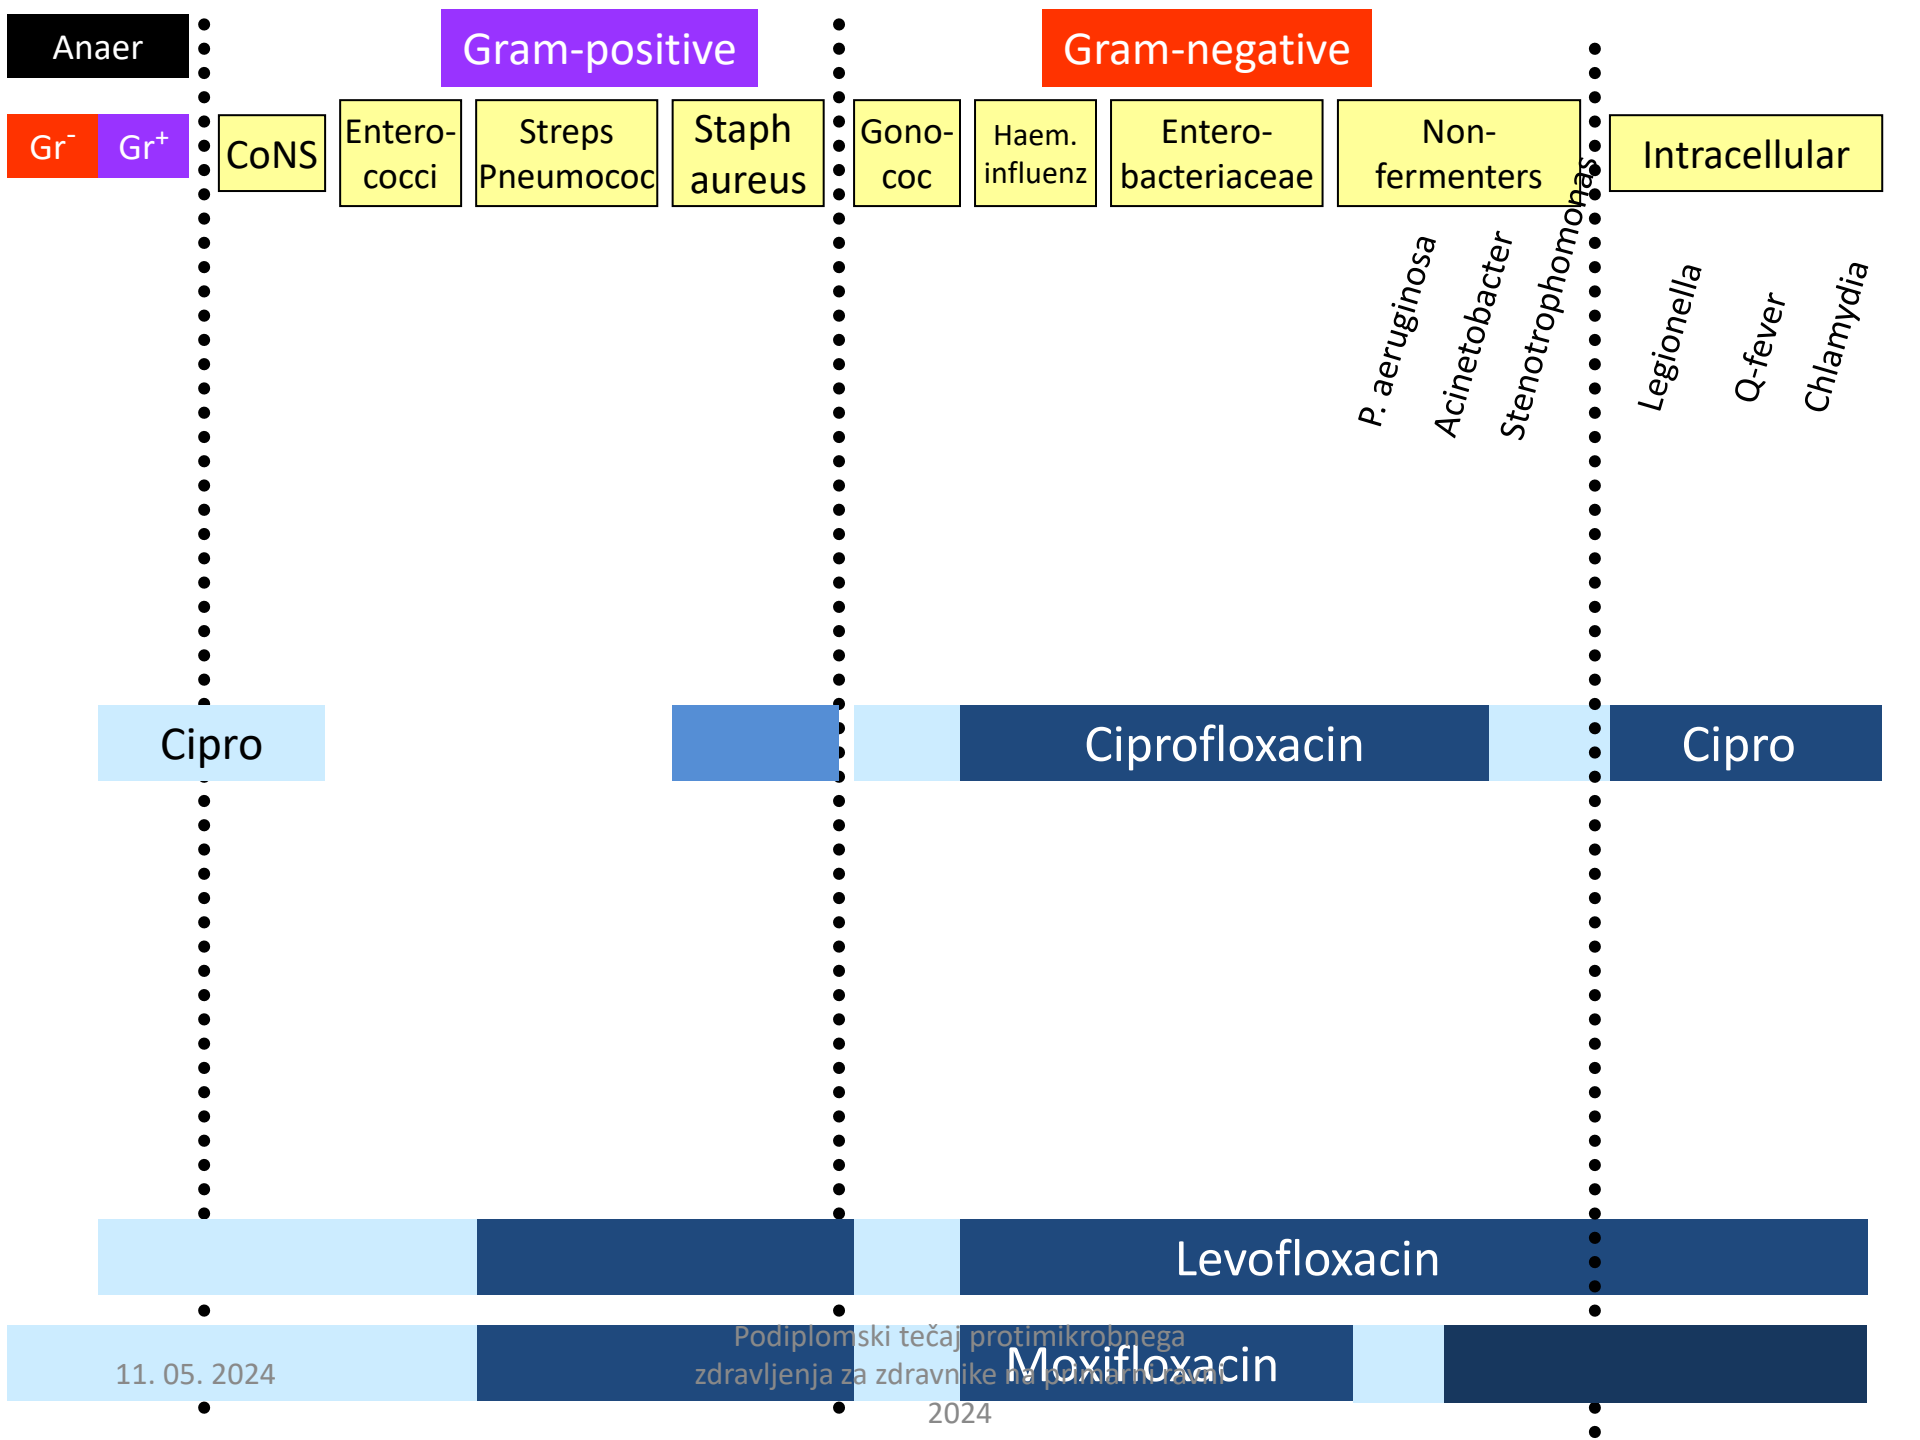 Anaer
Gram-positive
Gram-negative
Gr⁻
Gr⁺
CoNS
Entero-
cocci
Streps
Pneumococ
Staph
aureus
Gono-
coc
Haem.
influenz
Entero-
bacteriaceae
Non-
fermenters
Intracellular
P. aeruginosa
Acinetobacter
Stenotrophomonas
Legionella
Q-fever
Chlamydia
Cipro
Ciprofloxacin
Cipro
Levofloxacin
Moxifloxacin
11. 05. 2024
Podiplomski tečaj protimikrobnega
zdravljenja za zdravnike na primarni ravni
2024